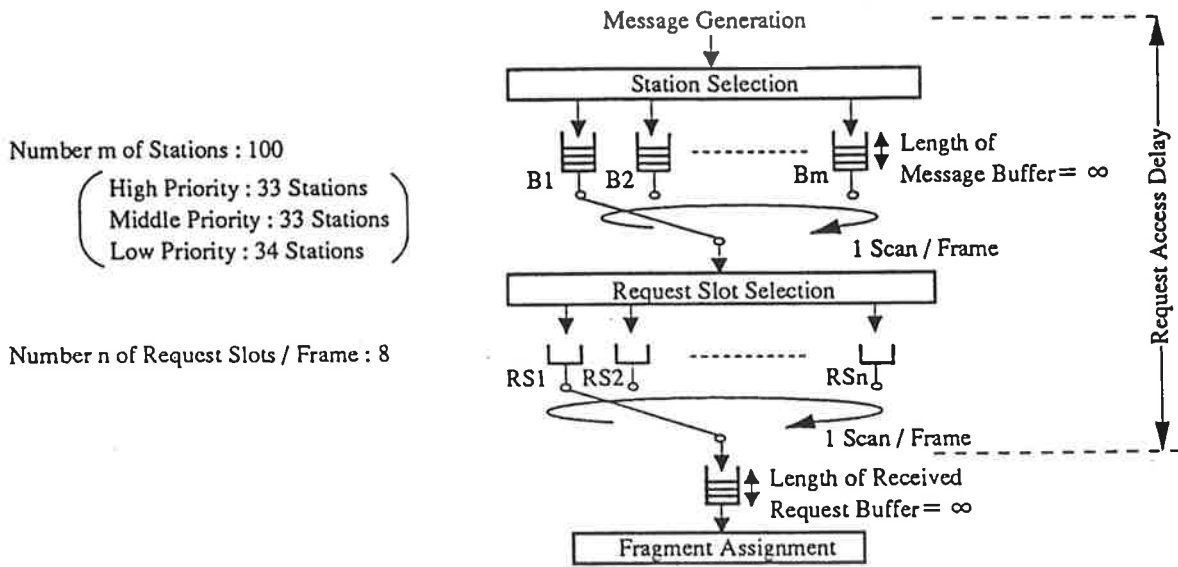 Message Generation
Station Selection
Number m of Stations : 100
High Priority : 33 Stations
Middle Priority : 33 Stations
Low Priority : 34 Stations
B1
B2
Bm
Length of
Message Buffer = ∞
1 Scan / Frame
Request Slot Selection
Number n of Request Slots / Frame : 8
RS1
RS2
RSn
1 Scan / Frame
Length of Received
Request Buffer = ∞
Fragment Assignment
Request Access Delay